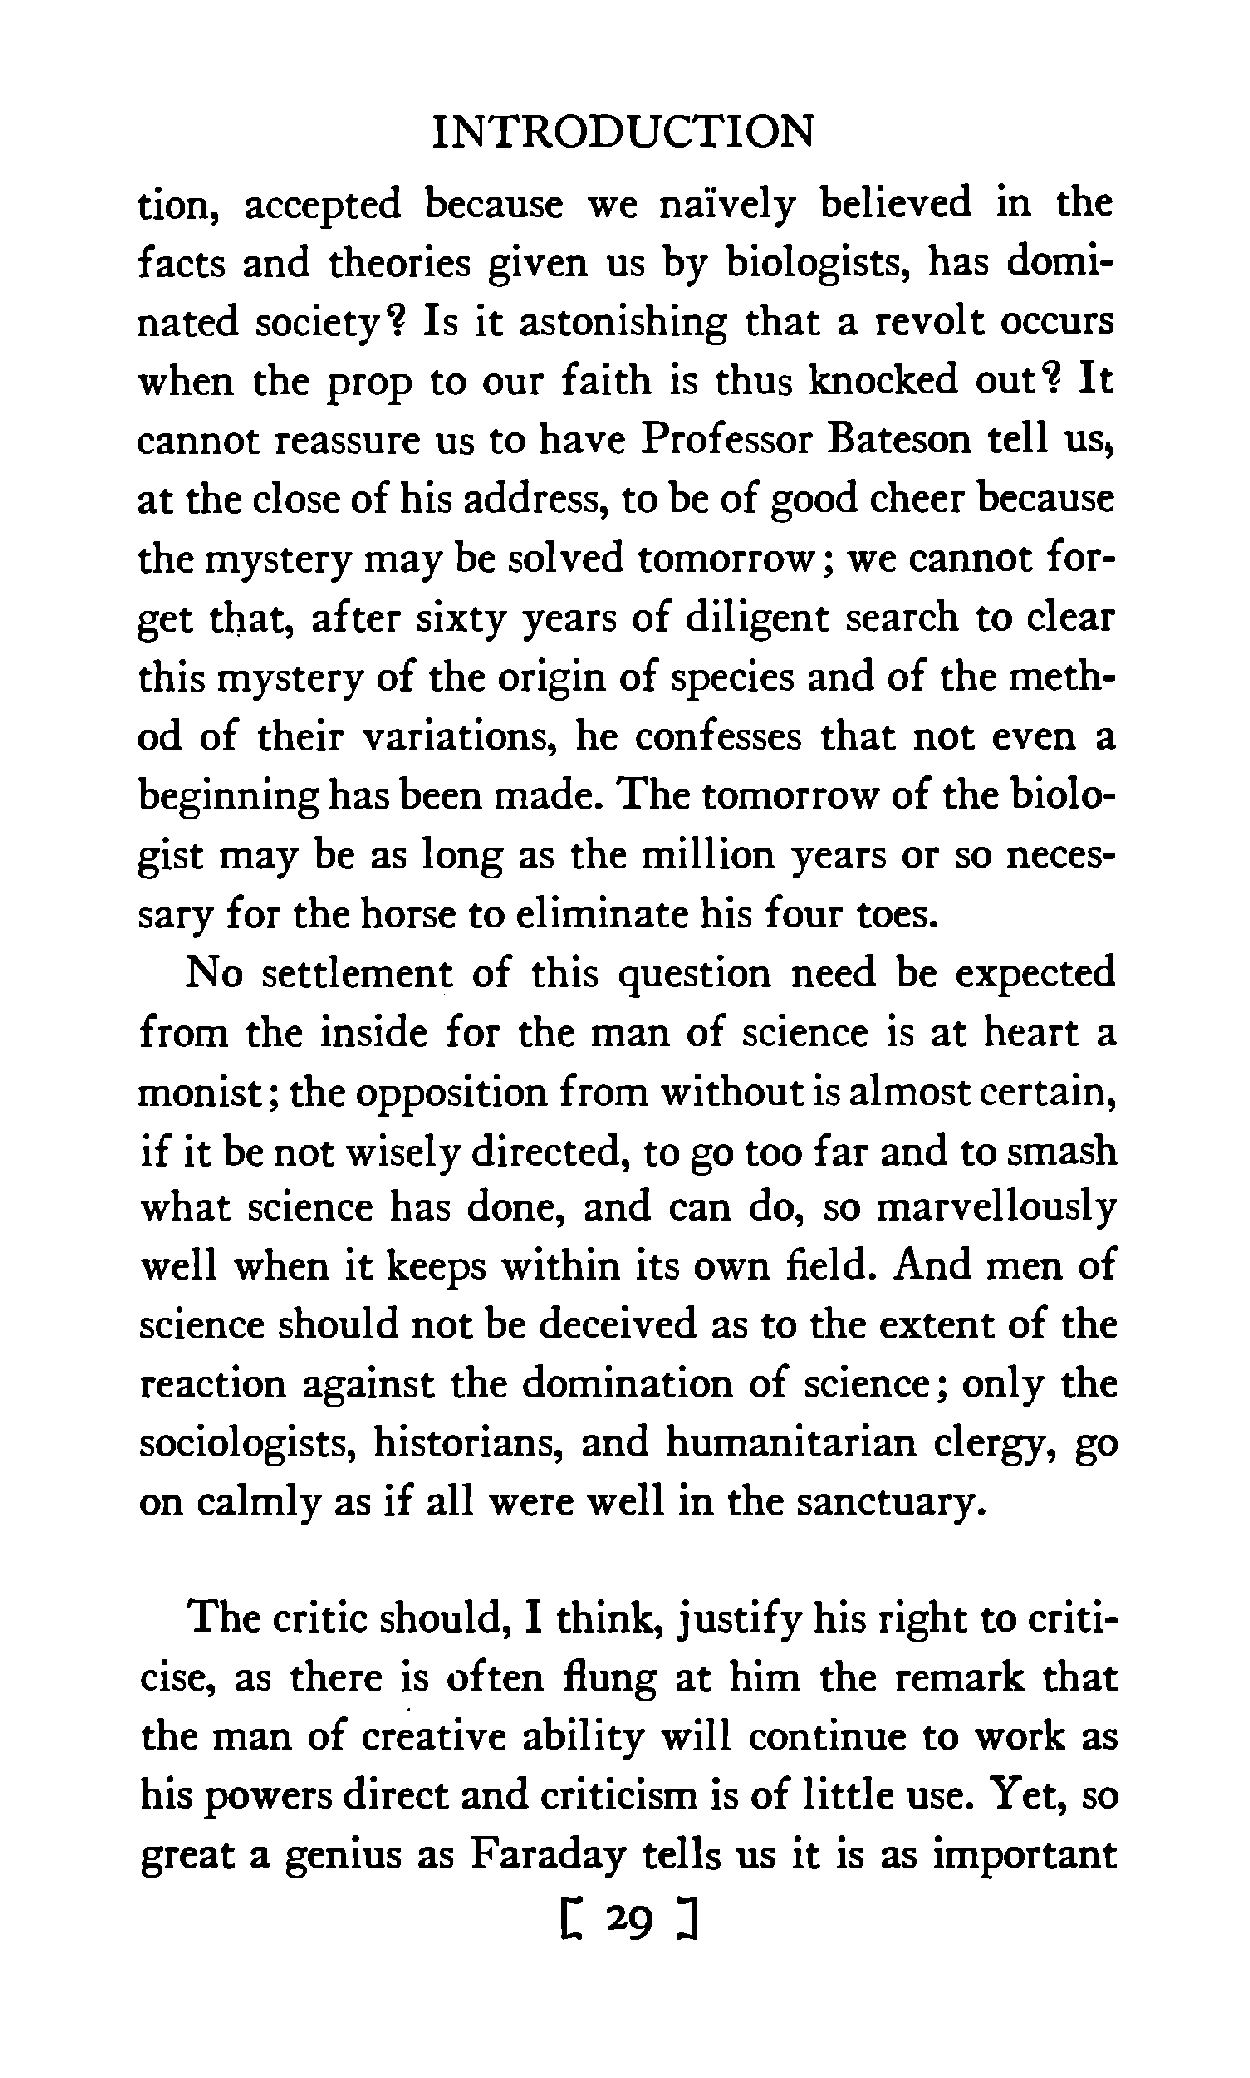 INTRODUCTION
tion, accepted because we naïvely believed in the
facts and theories given us by biologists, has domi-
nated society? Is it astonishing that a revolt occurs
when the prop to our faith is thus knocked out? It
cannot reassure us to have Professor Bateson tell us,
at the close of his address, to be of good cheer because
the mystery may be solved tomorrow; we cannot for-
get that, after sixty years of diligent search to clear
this mystery of the origin of species and of the meth-
od of their variations, he confesses that not even a
beginning has been made. The tomorrow of the biolo-
gist may be as long as the million years or so neces-
sary for the horse to eliminate his four toes.
No settlement of this question need be expected
from the inside for the man of science is at heart a
monist; the opposition from without is almost certain,
if it be not wisely directed, to go too far and to smash
what science has done, and can do, so marvellously
well when it keeps within its own field. And men of
science should not be deceived as to the extent of the
reaction against the domination of science; only the
sociologists, historians, and humanitarian clergy, go
on calmly as if all were well in the sanctuary.
The critic should, I think, justify his right to criti-
cise, as there is often flung at him the remark that
the man of creative ability will continue to work as
his powers direct and criticism is of little use. Yet, so
great a genius as Faraday tells us it is as important
[ 29 ]